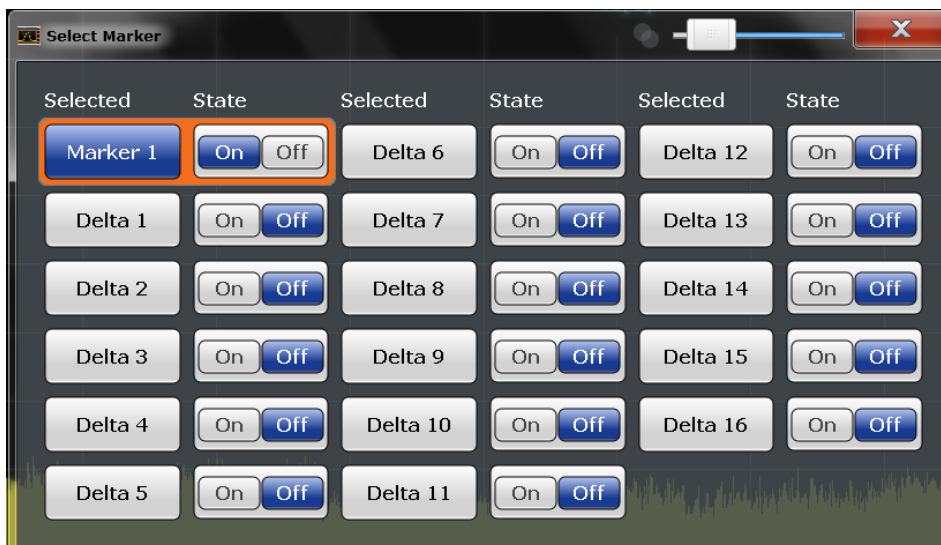 Select Marker
Selected State Selected State Selected State
Marker 1 On Off Delta 6 On Off Delta 12 On Off
Delta 1 On Off Delta 7 On Off Delta 13 On Off
Delta 2 On Off Delta 8 On Off Delta 14 On Off
Delta 3 On Off Delta 9 On Off Delta 15 On Off
Delta 4 On Off Delta 10 On Off Delta 16 On Off
Delta 5 On Off Delta 11 On Off